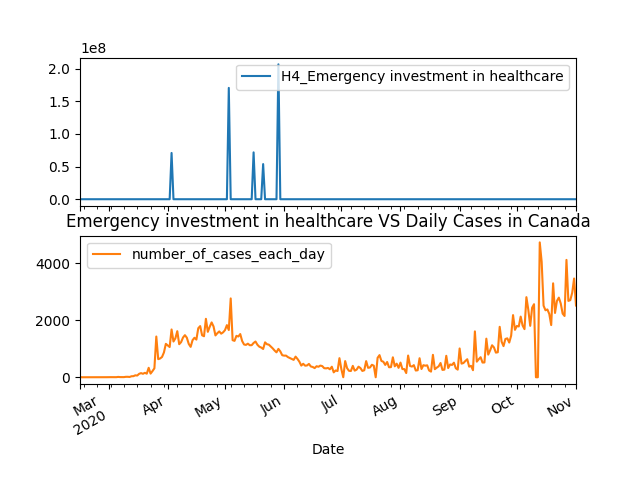 1e8
2.0
1.5
1.0
0.5
0.0
H4_Emergency investment in healthcare
Emergency investment in healthcare VS Daily Cases in Canada
4000
2000
0
number_of_cases_each_day
Mar
2020
Apr
May
Jun
Jul
Aug
Sep
Oct
Nov
Date